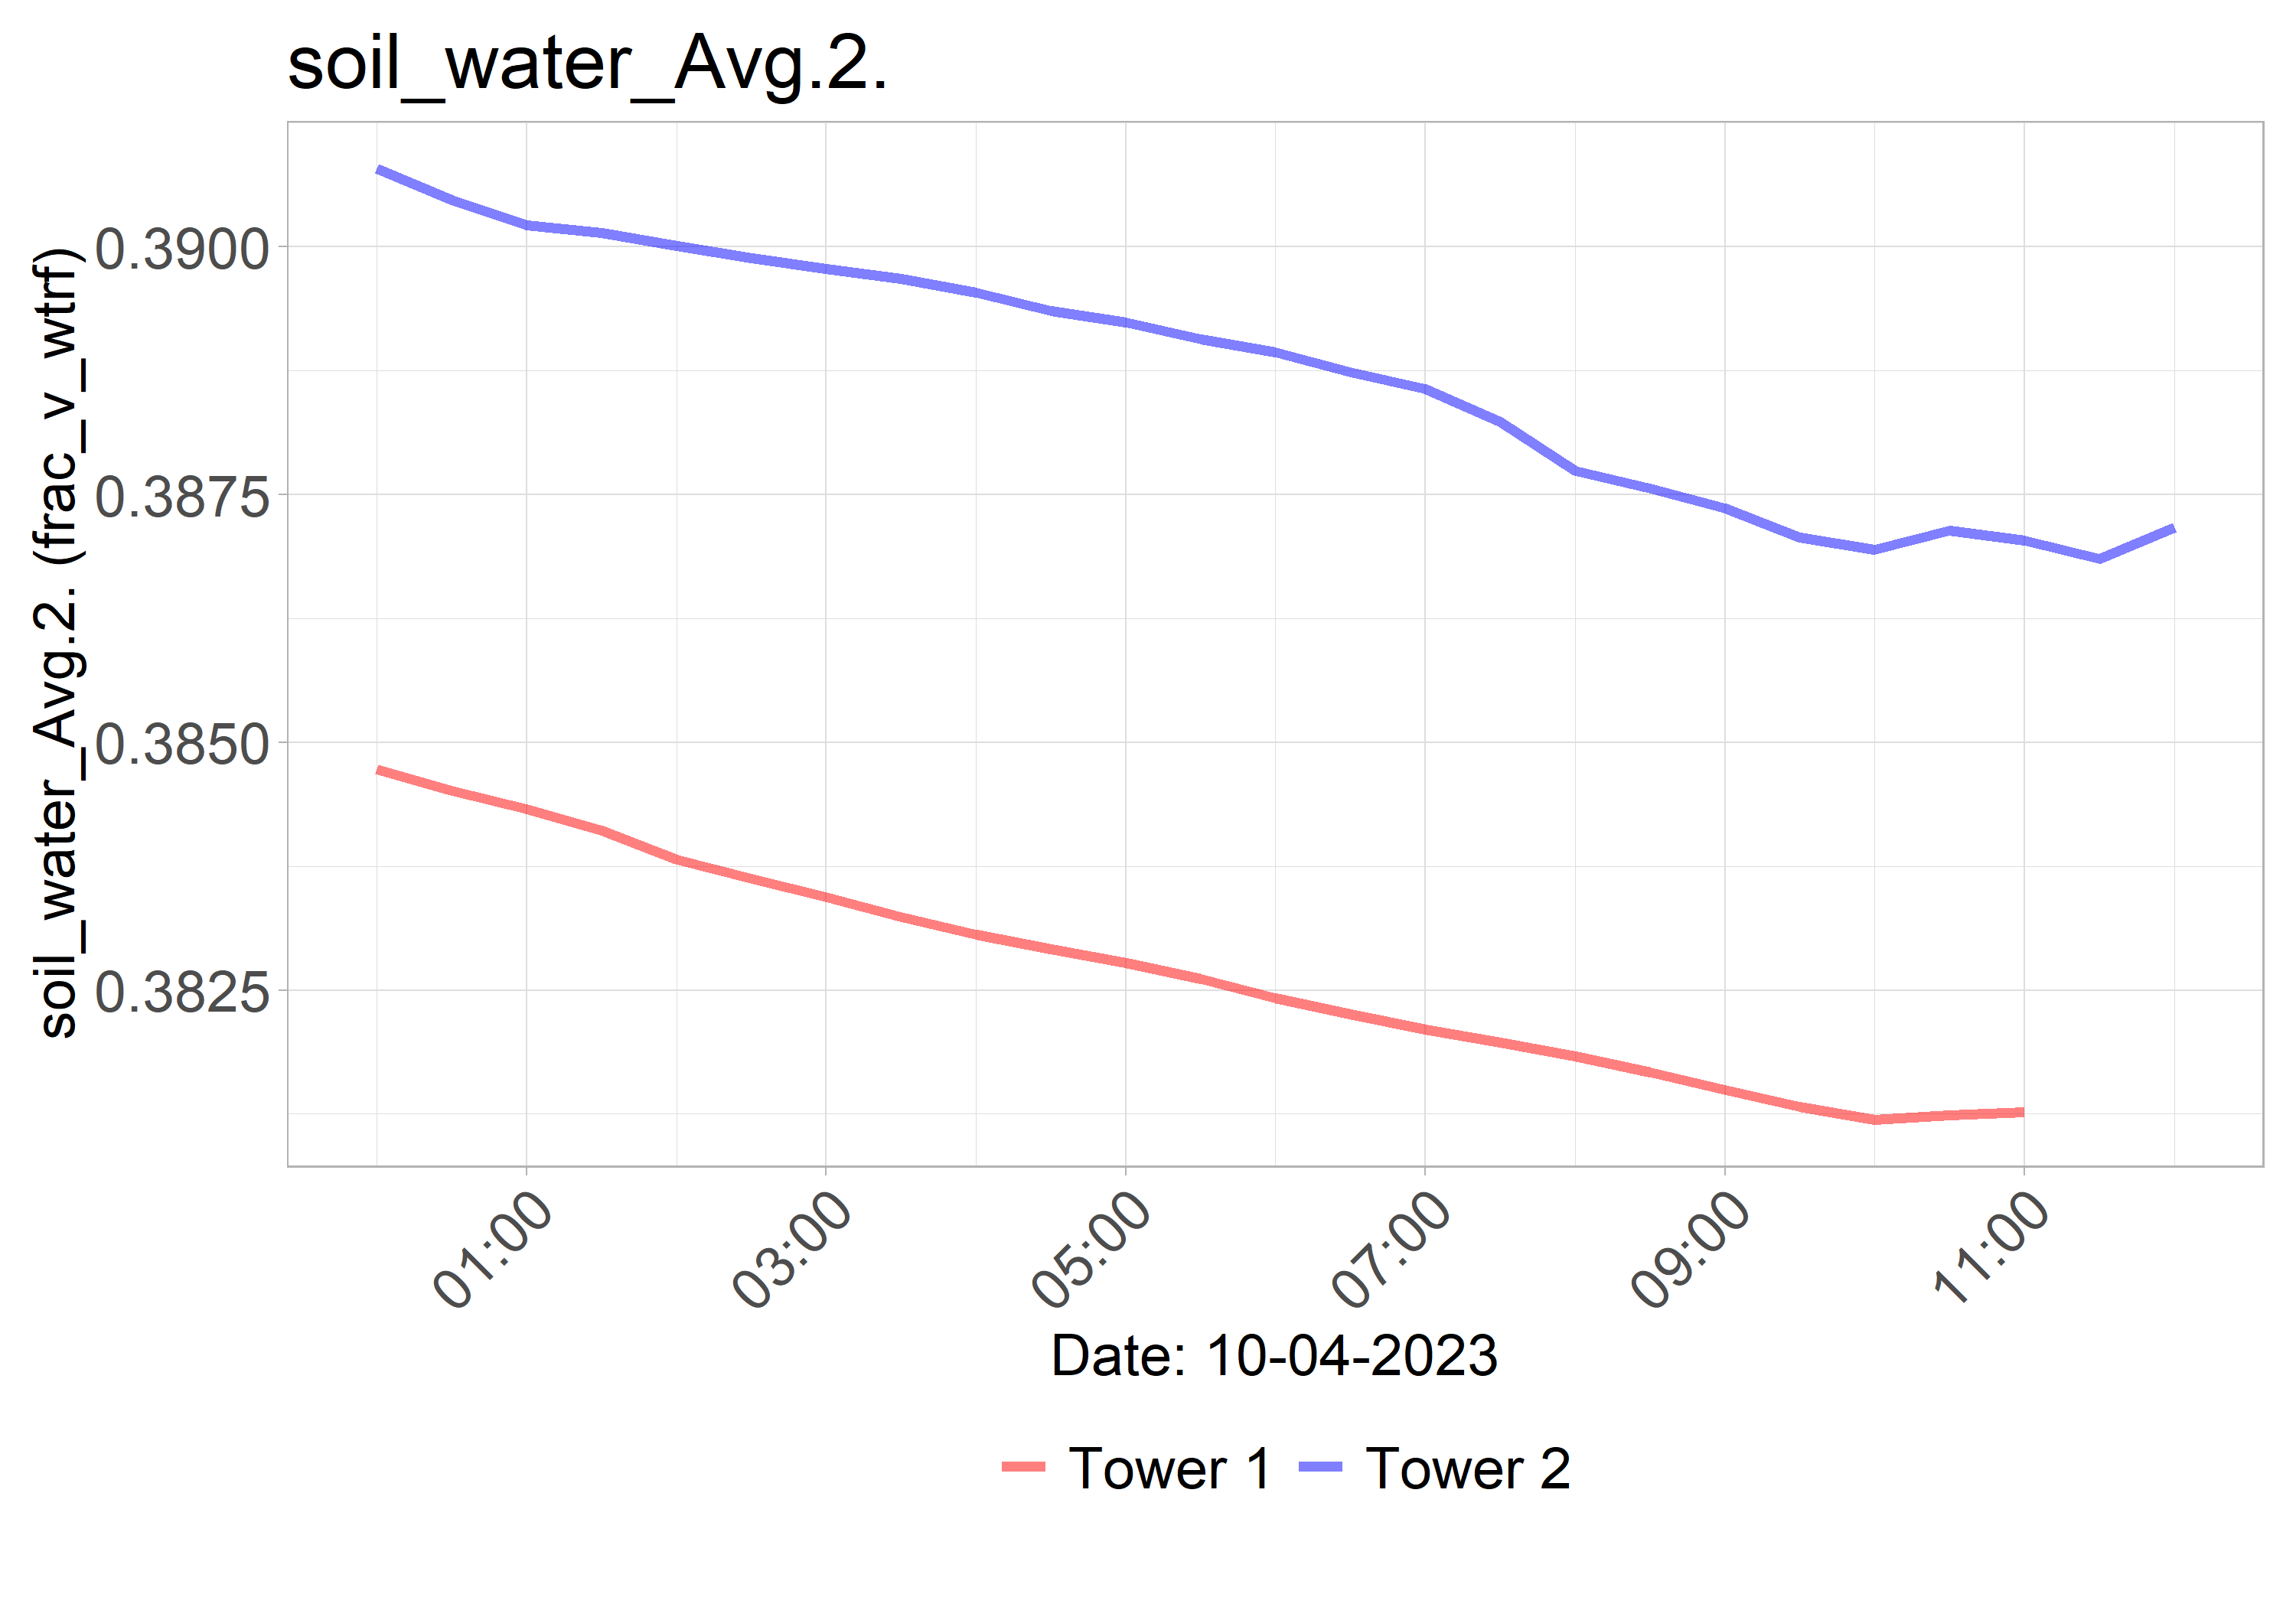 soil_water_Avg.2.
soil_water_Avg.2. (frac_v_wtrf)
0.3900
0.3875
0.3850
0.3825
01:00
03:00
05:00
07:00
09:00
11:00
Date: 10-04-2023
Tower 1
Tower 2